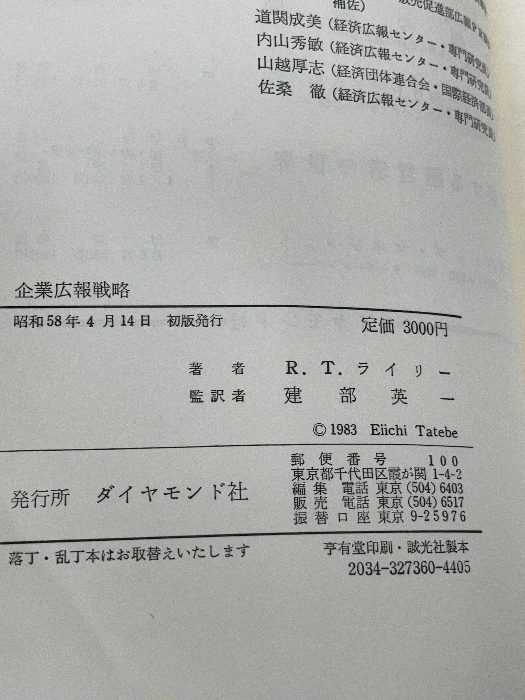 補佐）
道関成美（経済広報センター・専門研究員）
内山秀敏（経済広報センター・専門研究員）
山越厚志（経済団体連合会・国際経済部員）
佐桑　徹（経済広報センター・専門研究員）
企業広報戦略
昭和58年4月14日　初版発行
定価 3000円
著　者　R. T. ライリー
監訳者　建部英一
© 1983　Eiichi Tatebe
発行所　ダイヤモンド社
郵便番号　100
東京都千代田区霞が関 1-4-2
編集　電話 東京 (504) 6403
販売　電話 東京 (504) 6517
振替口座 東京 9-25976
落丁・乱丁本はお取替えいたします
亨有堂印刷・誠光社製本
2034-327360-4405